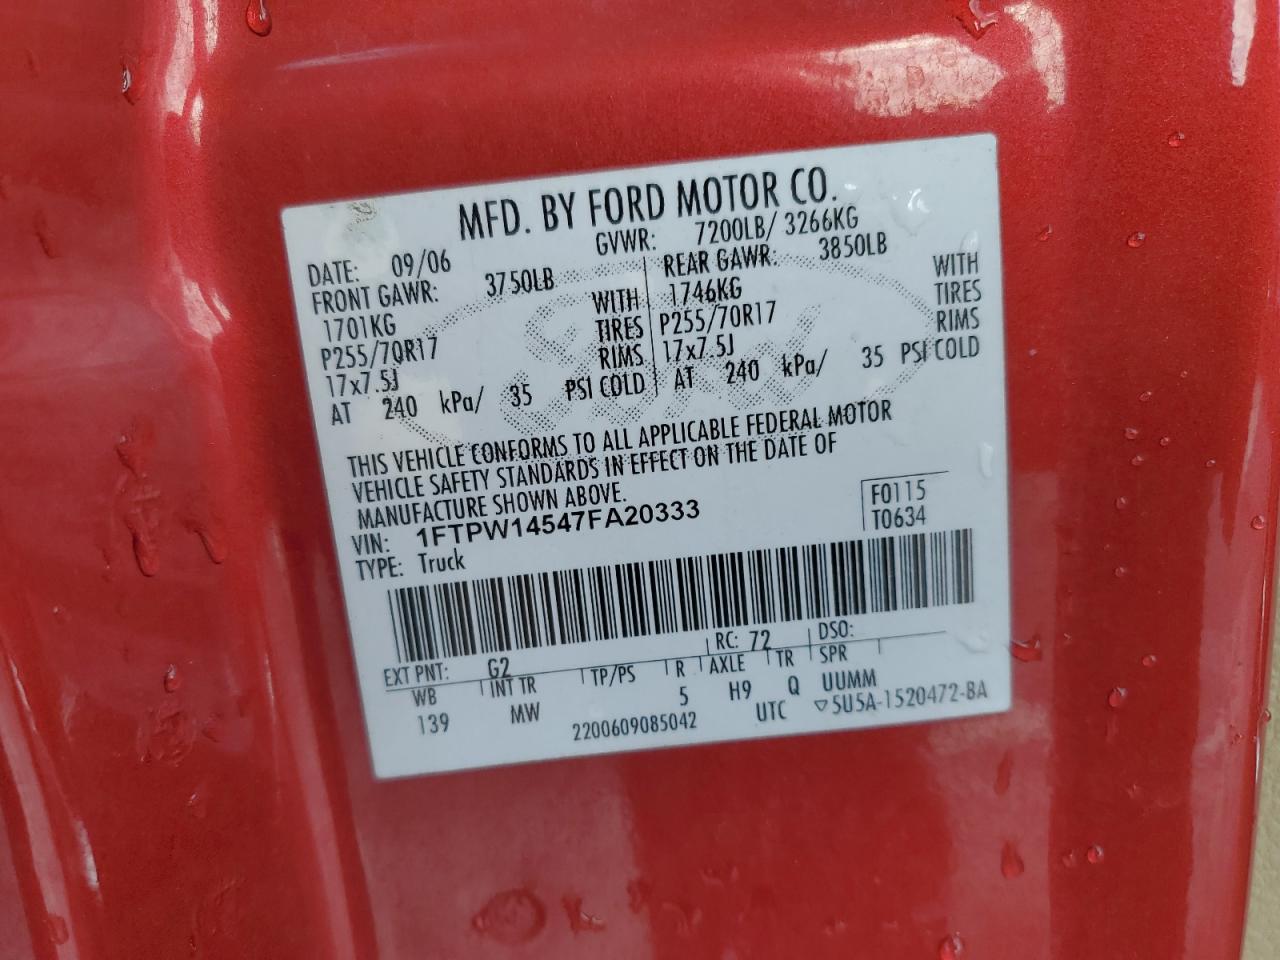 MFD. BY FORD MOTOR CO.
DATE: 09/06 GVWR: 7200LB/ 3266KG
FRONT GAWR: 3750LB REAR GAWR: 3850LB
1701KG WITH 1746KG WITH
P255/70R17 TIRES P255/70R17 TIRES
17x7.5J RIMS 17x7.5J RIMS
AT 240 kPa/ 35 PSI COLD AT 240 kPa/ 35 PSI COLD
THIS VEHICLE CONFORMS TO ALL APPLICABLE FEDERAL MOTOR
VEHICLE SAFETY STANDARDS IN EFFECT ON THE DATE OF
MANUFACTURE SHOWN ABOVE.
VIN: 1FTPW14547FA20333 F0115
TYPE: Truck T0634
EXT PNT: G2 RC: 72 DSO:
WB INT TR TP/PS R AXLE TR SPR
139 MW 5 H9 Q UUMM
2200609085042 UTC ▽5U5A-1520472-BA